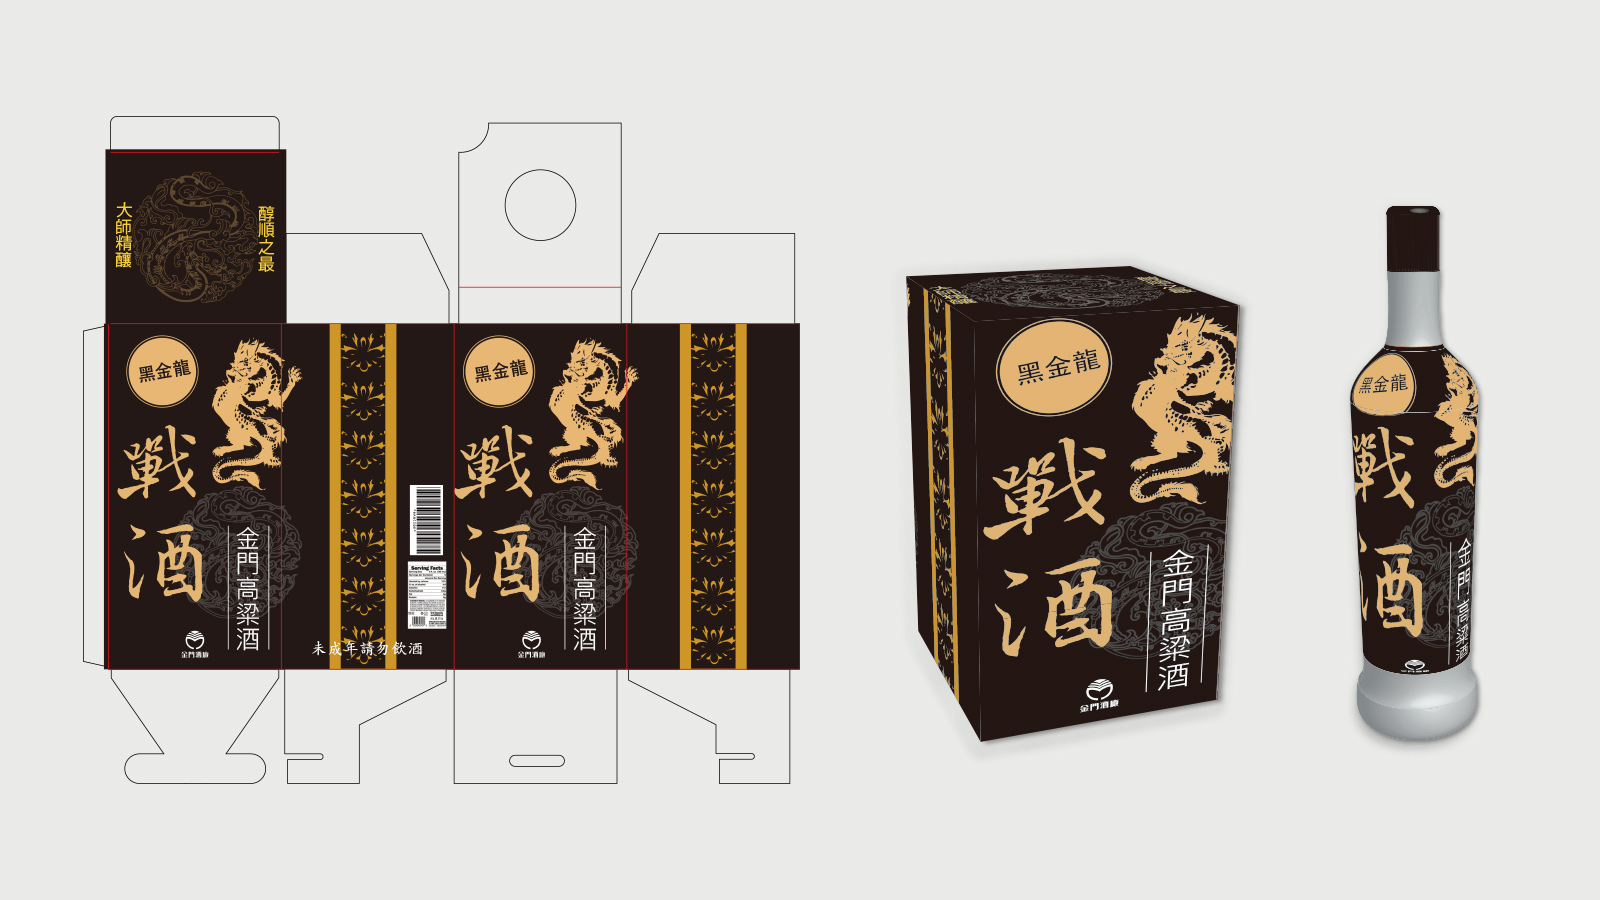 大師精釀
醇順之最
黑金龍
戰酒
金門高粱酒
金門酒廠
未成年請勿飲酒
Serving Facts
黑金龍
戰酒
金門高粱酒
金門酒廠
黑金龍
戰酒
金門高粱酒
金門酒廠
黑金龍
戰酒
金門高粱酒